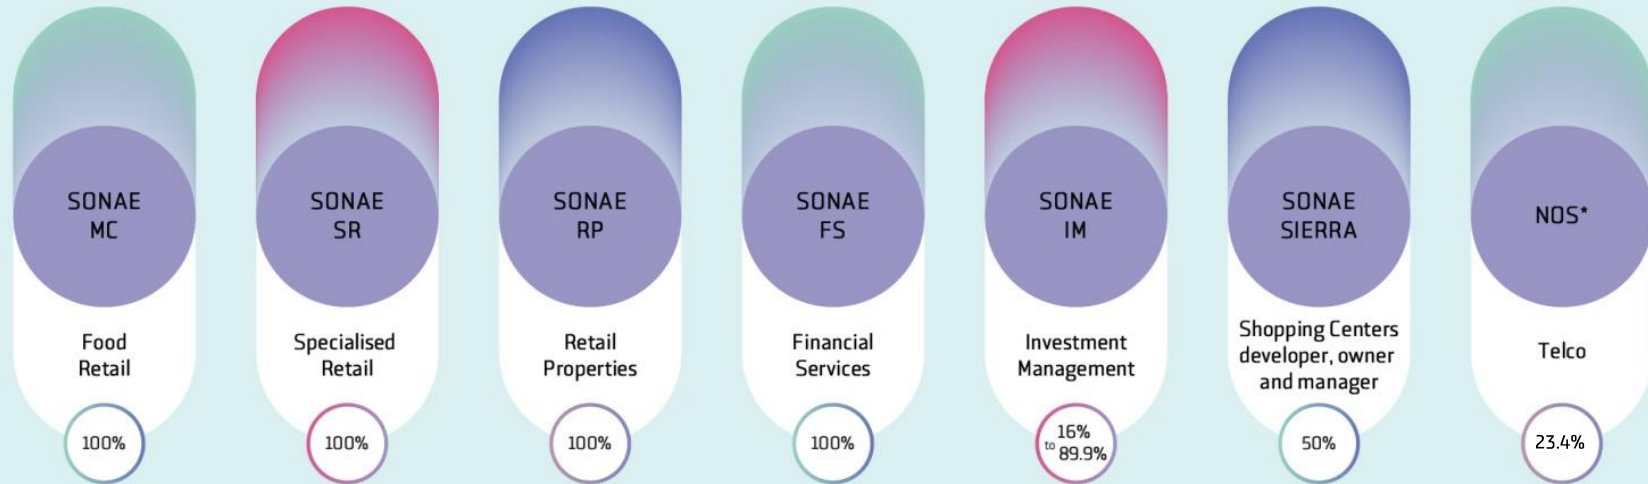 SONAE
MC
Food
Retail
100%
SONAE
SR
Specialised
Retail
100%
SONAE
RP
Retail
Properties
100%
SONAE
FS
Financial
Services
100%
SONAE
IM
Investment
Management
16%
to 89.9%
SONAE
SIERRA
Shopping Centers
developer, owner
and manager
50%
NOS*
Telco
23.4%